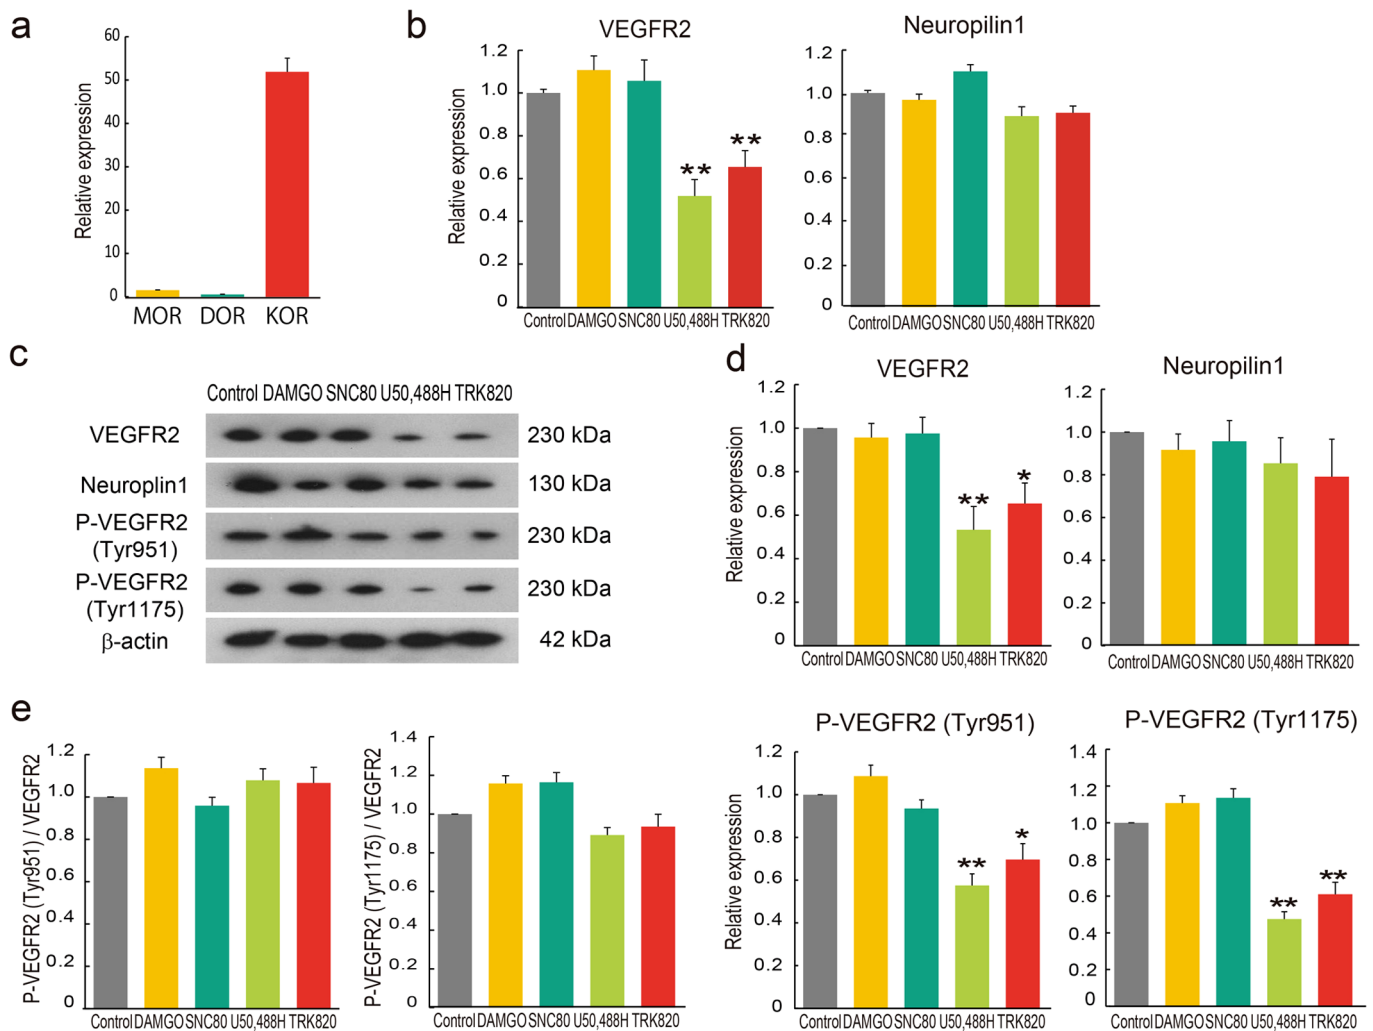 a
60
50
40
30
20
10
0
Relative expression
MOR DOR KOR
b
VEGFR2
1.2
1.0
0.8
0.6
0.4
0.2
0
Relative expression
**
**
Control DAMGO SNC80 U50,488H TRK820
Neuropilin1
1.2
1.0
0.8
0.6
0.4
0.2
0
Control DAMGO SNC80 U50,488H TRK820
c
Control DAMGO SNC80 U50,488H TRK820
VEGFR2 230 kDa
Neuroplin1 130 kDa
P-VEGFR2
(Tyr951)
230 kDa
P-VEGFR2
(Tyr1175)
230 kDa
β-actin 42 kDa
d
VEGFR2
1.2
1.0
0.8
0.6
0.4
0.2
0
Relative expression
**
*
Control DAMGO SNC80 U50,488H TRK820
Neuropilin1
1.2
1.0
0.8
0.6
0.4
0.2
0
Control DAMGO SNC80 U50,488H TRK820
P-VEGFR2 (Tyr951)
1.2
1.0
0.8
0.6
0.4
0.2
0
Relative expression
**
*
Control DAMGO SNC80 U50,488H TRK820
P-VEGFR2 (Tyr1175)
1.4
1.2
1.0
0.8
0.6
0.4
0.2
0
**
**
Control DAMGO SNC80 U50,488H TRK820
e
P-VEGFR2 (Tyr951) / VEGFR2
1.2
1.0
0.8
0.6
0.4
0.2
0
Control DAMGO SNC80 U50,488H TRK820
P-VEGFR2 (Tyr1175) / VEGFR2
1.4
1.2
1.0
0.8
0.6
0.4
0.2
0
Control DAMGO SNC80 U50,488H TRK820